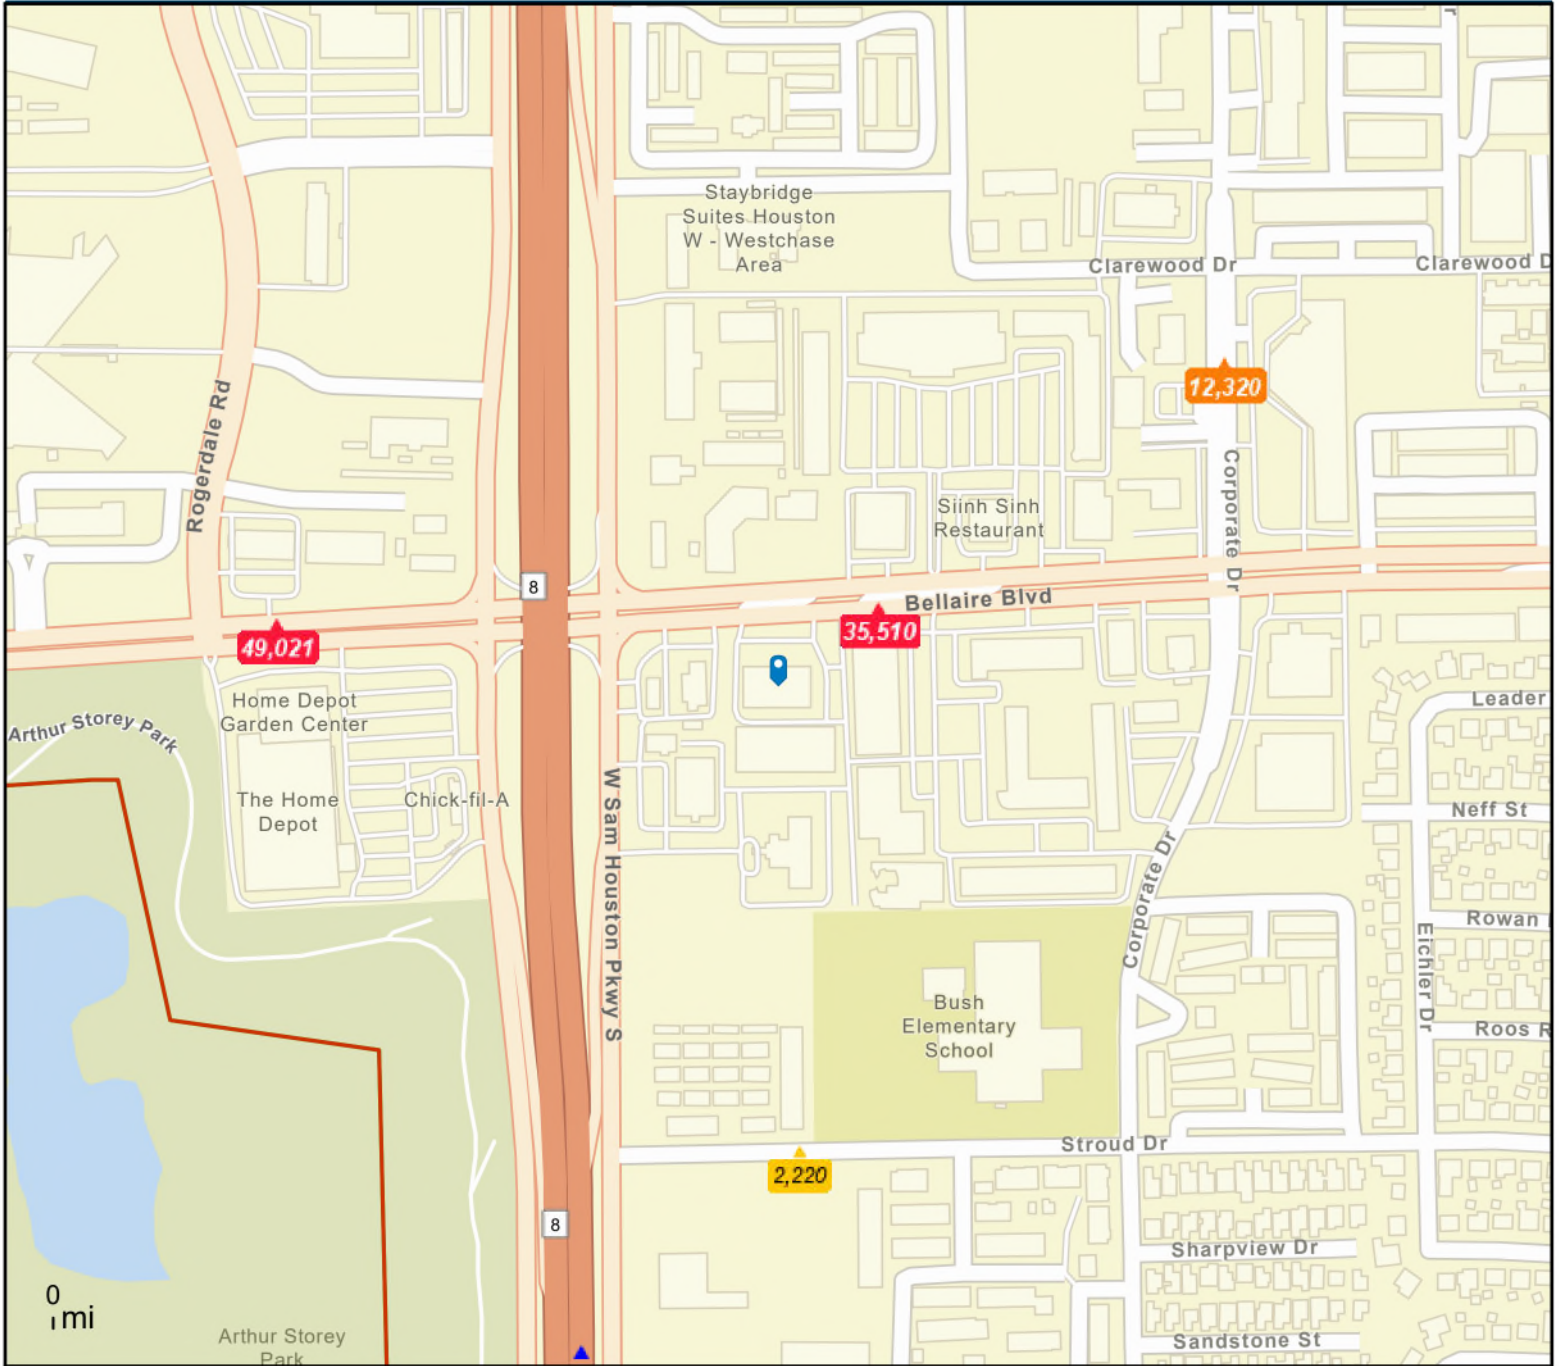 Staybridge
Suites Houston
W - Westchase
Area
Clarewood Dr
Clarewood D
Rogerdale Rd
12,320
Corporate Dr
Siinh Sinh
Restaurant
8
Bellaire Blvd
49,021
35,510
Home Depot
Garden Center
Leader
Arthur Storey Park
W Sam Houston Pkwy S
The Home
Depot
Chick-fil-A
Neff St
Corporate Dr
Rowan
Eichler Dr
Bush
Elementary
School
Roos R
Stroud Dr
2,220
8
Sharpview Dr
0
mi
Arthur Storey
Park
Sandstone St